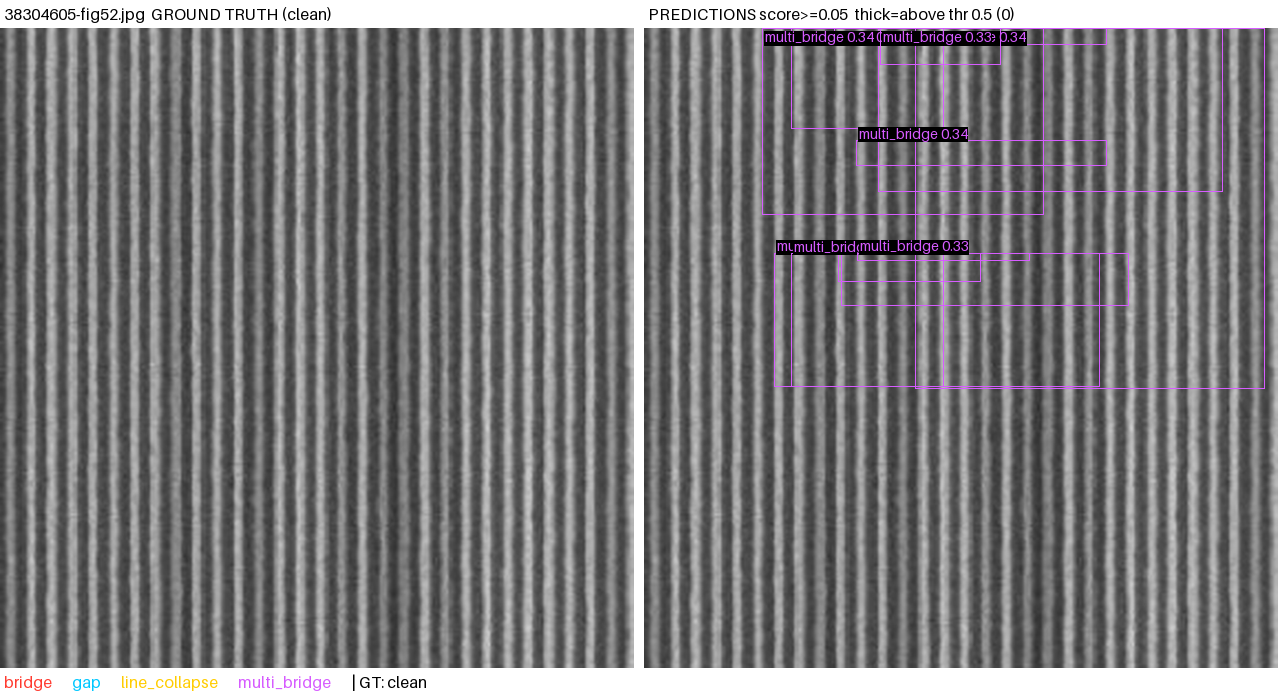 38304605-fig52.jpg GROUND TRUTH (clean)
PREDICTIONS score>=0.05 thick=above thr 0.5 (0)
multi_bridge 0.34
multi_bridge 0.33
0.34
multi_bridge 0.34
multi_bridge 0.33
bridge gap line_collapse multi_bridge | GT: clean